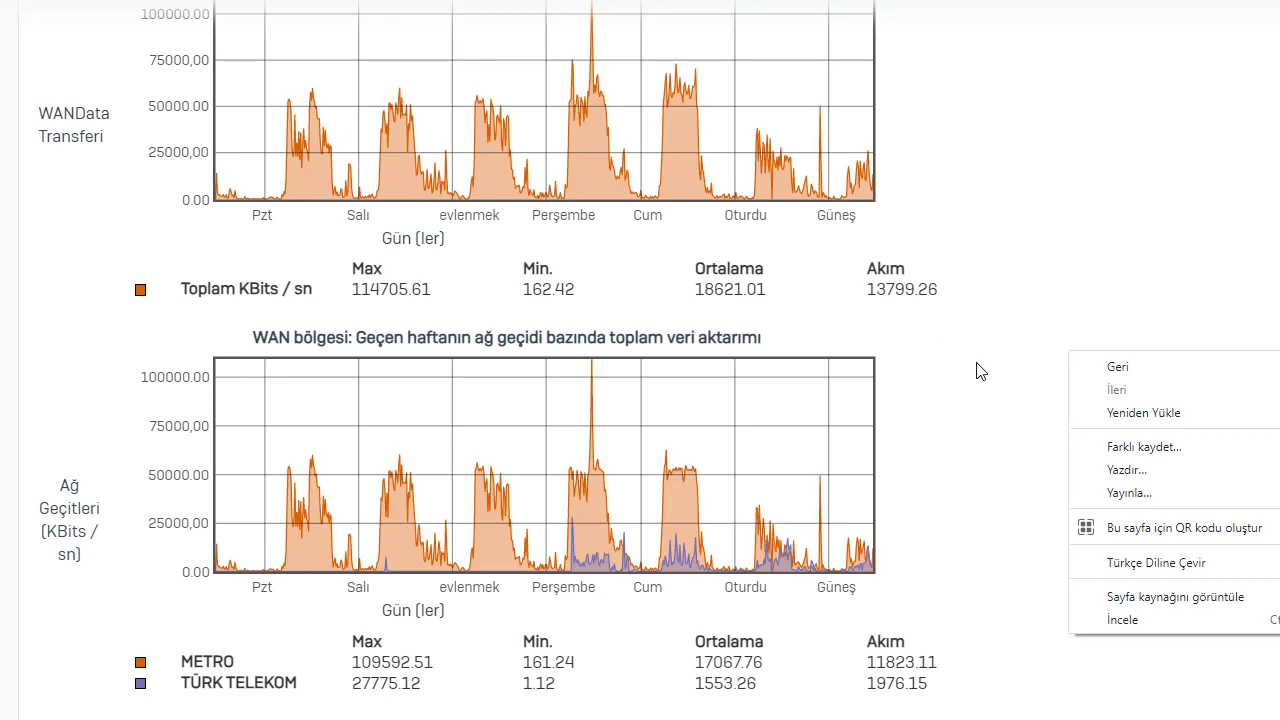 100000.00
75000,00
50000.00
25000,00
0.00
WANData
Transferi
Pzt Salı evlenmek Perşembe Cum Oturdu Güneş
Gün (ler)
Max Min. Ortalama Akım
Toplam KBits / sn 114705.61 162.42 18621.01 13799.26
WAN bölgesi: Geçen haftanın ağ geçidi bazında toplam veri aktarımı
100000.00
75000,00
50000.00
25000,00
0.00
Ağ
Geçitleri
(KBits /
sn)
Pzt Salı evlenmek Perşembe Cum Oturdu Güneş
Gün (ler)
Max Min. Ortalama Akım
METRO 109592.51 161.24 17067.76 11823.11
TÜRK TELEKOM 27775.12 1.12 1553.26 1976.15
Geri
İleri
Yeniden Yükle
Farklı kaydet...
Yazdır...
Yayınla...
Bu sayfa için QR kodu oluştur
Türkçe Diline Çevir
Sayfa kaynağını görüntüle
İncele